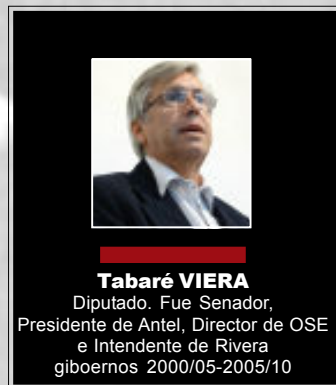 Tabaré VIERA
Diputado. Fue Senador,
Presidente de Antel, Director de OSE
e Intendente de Rivera
giboernos 2000/05-2005/10